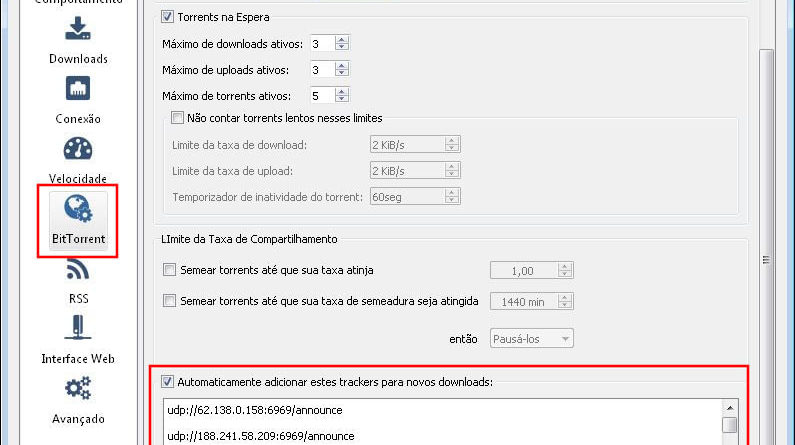 Comportamento
Downloads
Conexão
Velocidade
BitTorrent
RSS
Interface Web
Avançado
Torrents na Espera
Máximo de downloads ativos: 3
Máximo de uploads ativos: 3
Máximo de torrents ativos: 5
Não contar torrents lentos nesses limites
Limite da taxa de download: 2 KiB/s
Limite da taxa de upload: 2 KiB/s
Temporizador de inatividade do torrent: 60seg
LImite da Taxa de Compartilhamento
Semear torrents até que sua taxa atinja 1,00
Semear torrents até que sua taxa de semeadura seja atingida 1440 min
então Pausá-los
Automaticamente adicionar estes trackers para novos downloads:
udp://62.138.0.158:6969/announce
udp://188.241.58.209:6969/announce